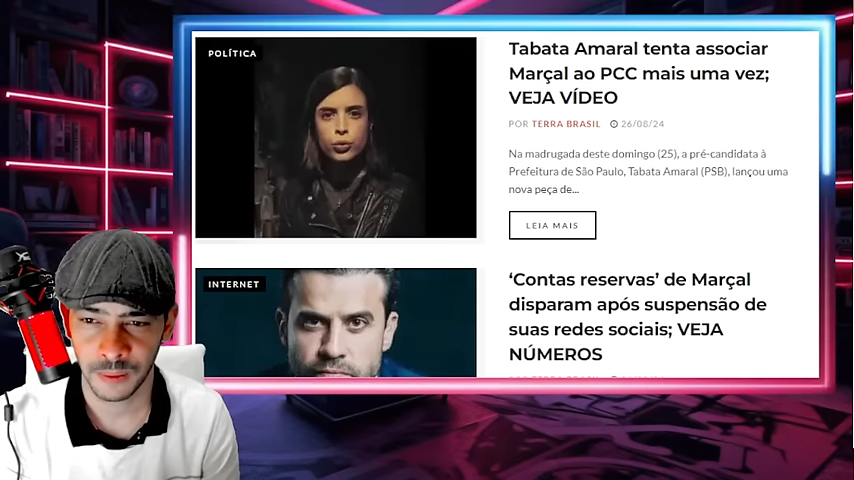 POLÍTICA
Tabata Amaral tenta associar
Marçal ao PCC mais uma vez;
VEJA VÍDEO
POR TERRA BRASIL 26/08/24
Na madrugada deste domingo (25), a pré-candidata à
Prefeitura de São Paulo, Tabata Amaral (PSB), lançou uma
nova peça de...
LEIA MAIS
INTERNET
‘Contas reservas’ de Marçal
disparam após suspensão de
suas redes sociais; VEJA
NÚMEROS